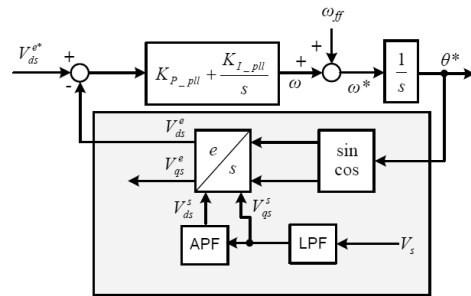 ω_ff
V_ds^e* + - K_P_pll + K_I_pll / s ω + + ω* 1/s θ*
V_ds^e
V_qs^e e/s sin cos
V_ds^s V_qs^s
APF LPF V_s